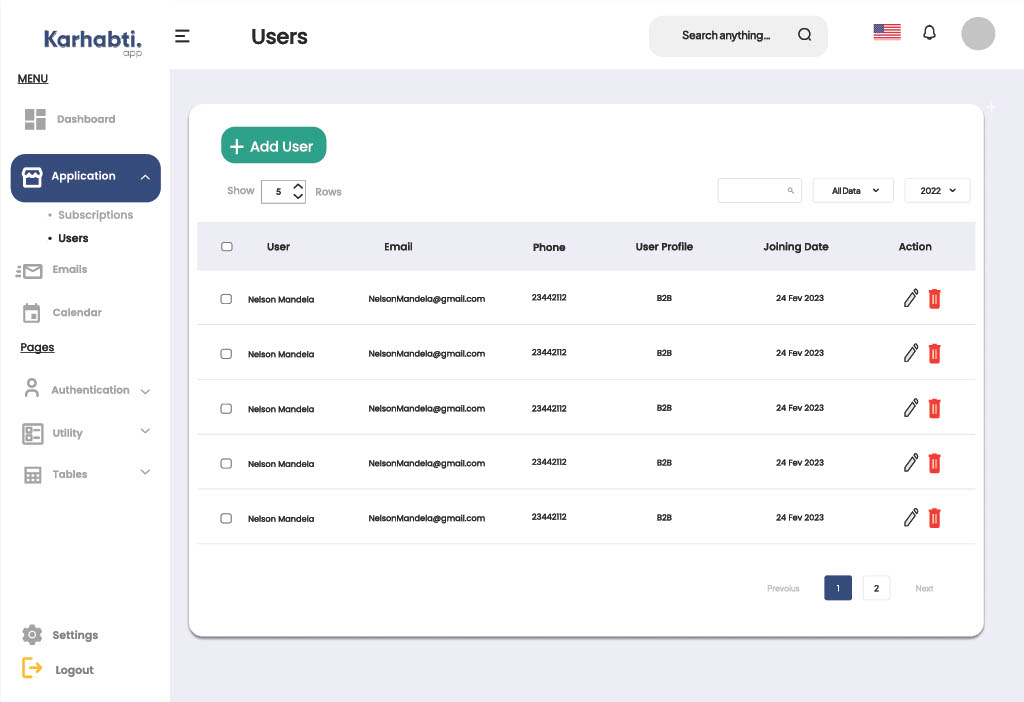 Karhabti.
app
Users
Search anything...
MENU
Dashboard
Application
• Subscriptions
• Users
Emails
Calendar
Pages
Authentication
Utility
Tables
Settings
Logout
+ Add User
Show 5 Rows
All Data 2022
User Email Phone User Profile Joining Date Action
Nelson Mandela NelsonMandela@gmail.com 23442112 B2B 24 Fev 2023
Nelson Mandela NelsonMandela@gmail.com 23442112 B2B 24 Fev 2023
Nelson Mandela NelsonMandela@gmail.com 23442112 B2B 24 Fev 2023
Nelson Mandela NelsonMandela@gmail.com 23442112 B2B 24 Fev 2023
Nelson Mandela NelsonMandela@gmail.com 23442112 B2B 24 Fev 2023
Prevoius 1 2 Next